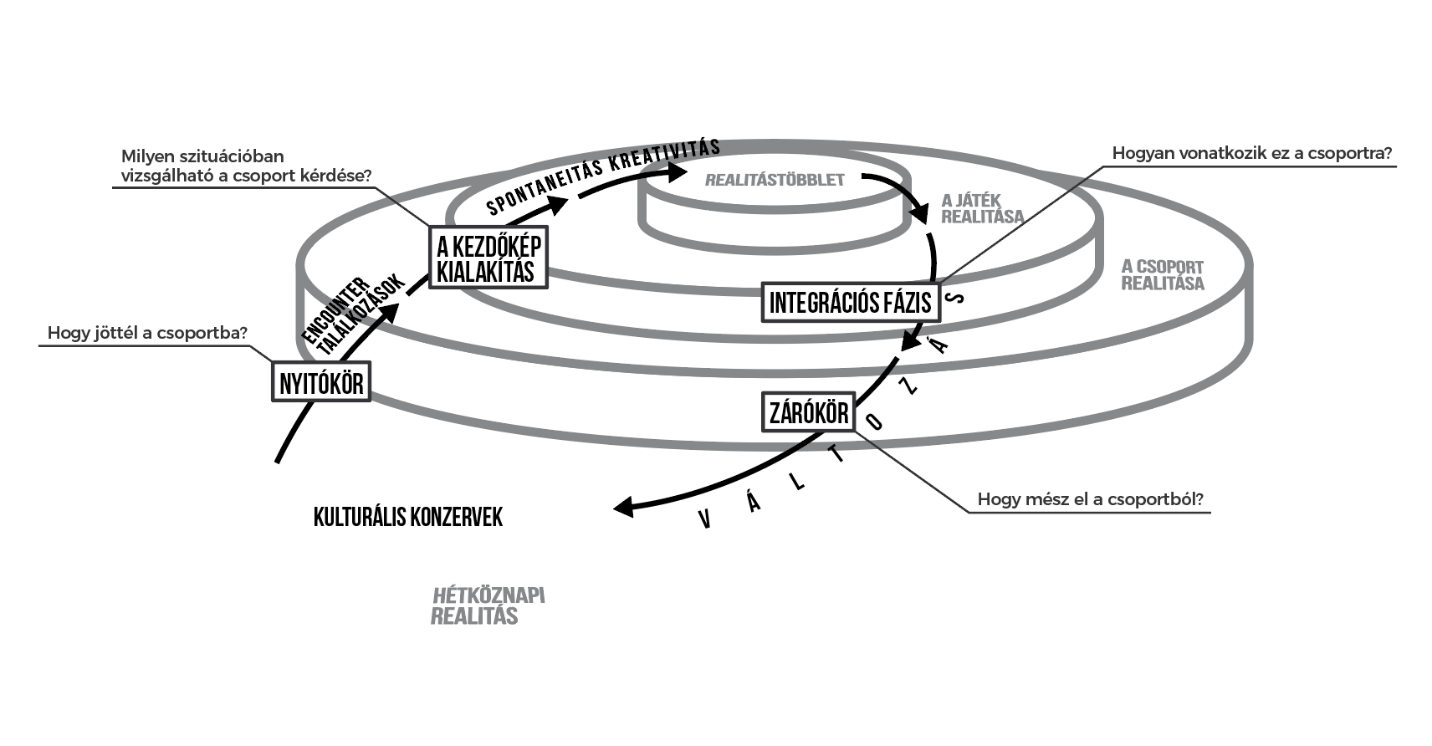 Milyen szituációban
vizsgálható a csoport kérdése?
SPONTANEITÁS KREATIVITÁS
REALITÁSTÖBBLET
Hogyan vonatkozik ez a csoportra?
A JÁTÉK
REALITÁSA
A KEZDŐKÉP
KIALAKÍTÁS
A CSOPORT
REALITÁSA
ENCOUNTER
TALÁLKOZÁSOK
INTEGRÁCIÓS FÁZIS
Hogy jöttél a csoportba?
NYITÓKÖR
ZÁRÓKÖR
VÁLTOZÁS
Hogy mész el a csoportból?
KULTURÁLIS KONZERVEK
HÉTKÖZNAPI
REALITÁS